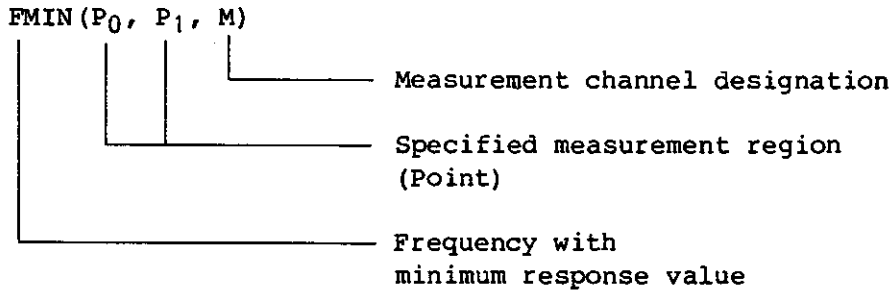 FMIN(P0, P1, M)
Measurement channel designation
Specified measurement region
(Point)
Frequency with
minimum response value